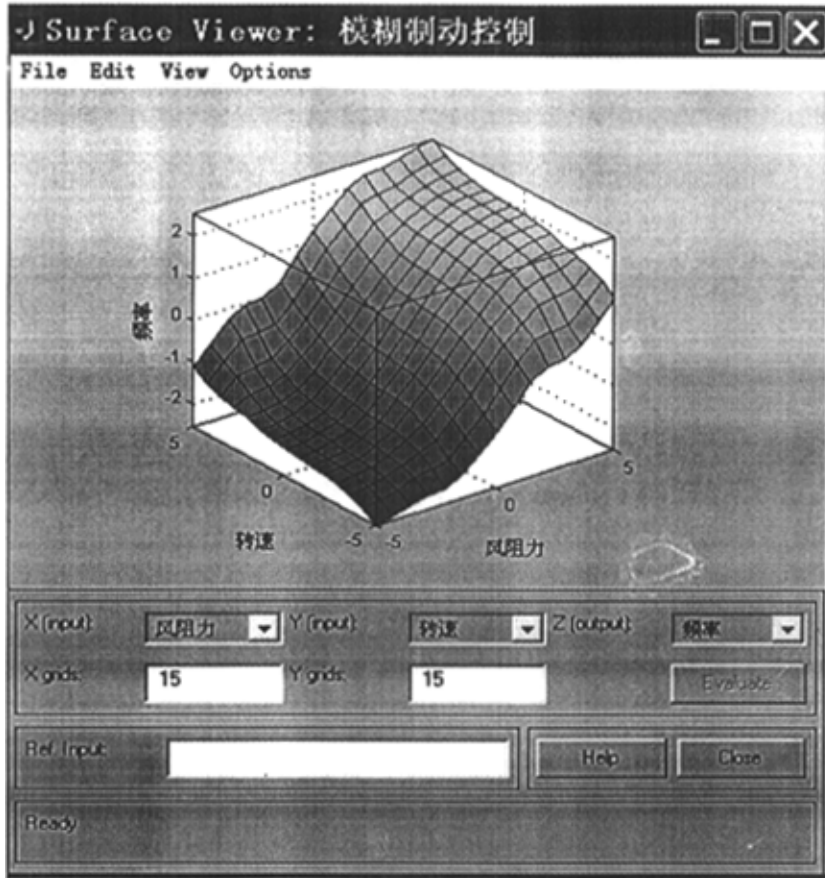 Surface Viewer: 模糊制动控制
File Edit View Options
2
1
0
-1
-2
频率
5
0
-5
转速
-5
0
5
风阻力
X (input): 风阻力 Y (input): 转速 Z (output): 频率
X grids: 15 Y grids: 15 Evaluate
Ref. Input: Help Close
Ready